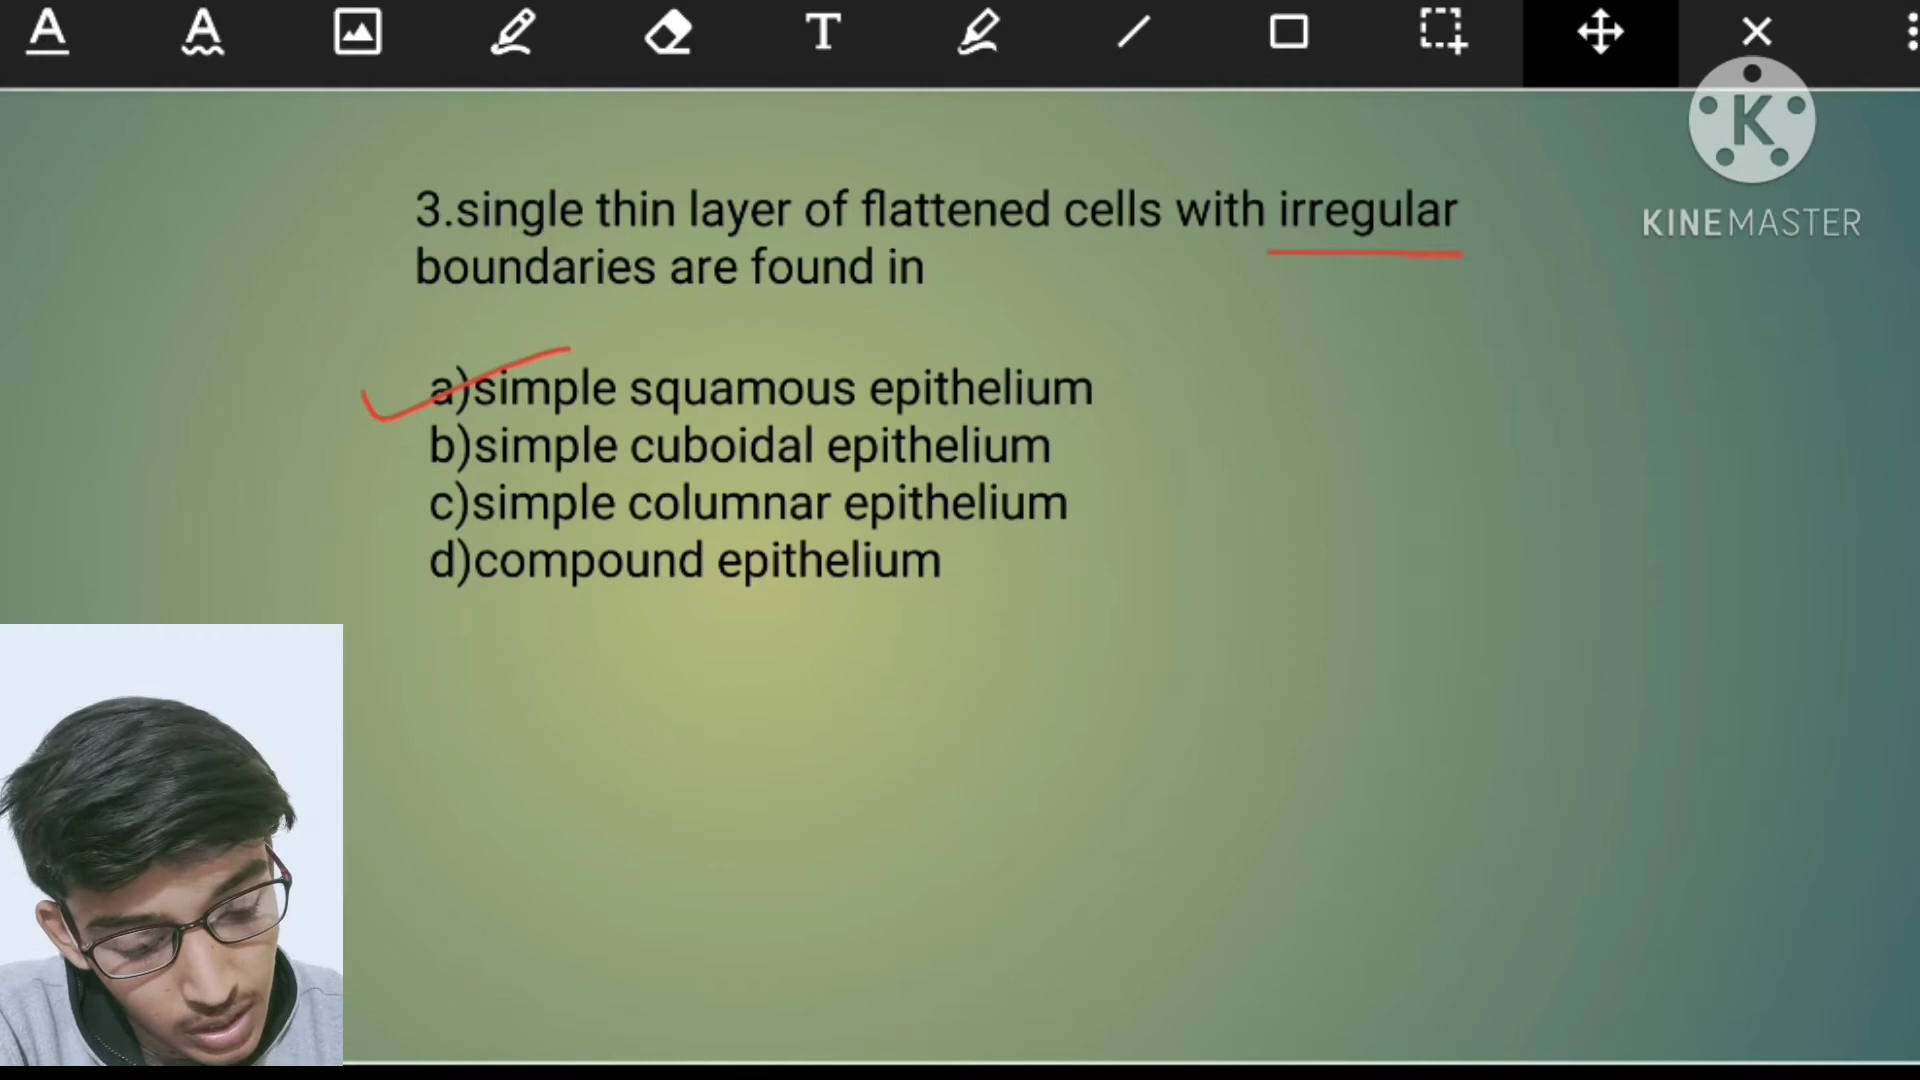 A A T
K
KINEMASTER
3.single thin layer of flattened cells with irregular
boundaries are found in
a)simple squamous epithelium
b)simple cuboidal epithelium
c)simple columnar epithelium
d)compound epithelium